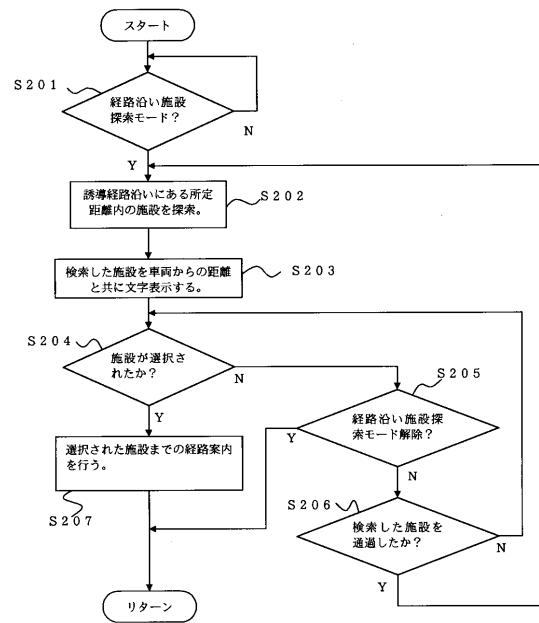 スタート
S201
経路沿い施設
探索モード?
N
Y
誘導経路沿いにある所定
距離内の施設を探索。
S202
検索した施設を車両からの距離
と共に文字表示する。
S203
S204
施設が選択さ
れたか?
N
Y
S205
経路沿い施設探
索モード解除?
Y
N
選択された施設までの経路案内
を行う。
S207
S206
検索した施設を
通過したか?
N
Y
リターン